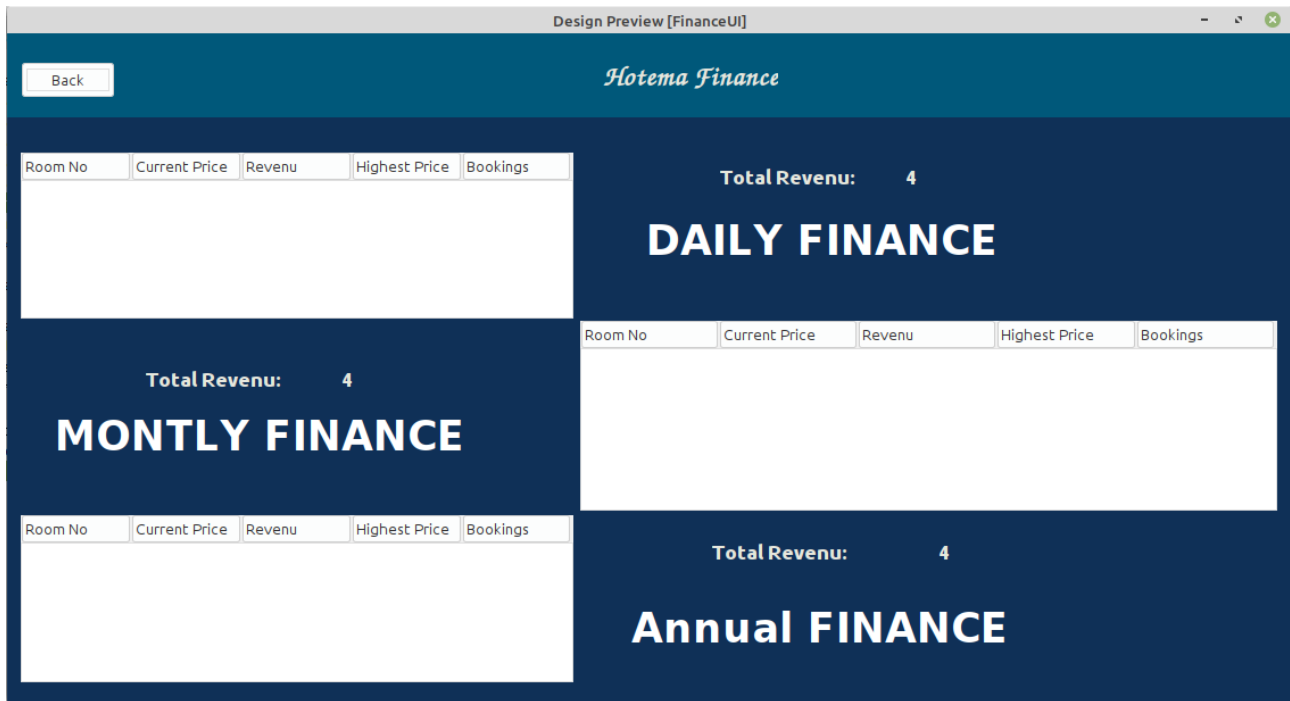 Design Preview [FinanceUI]
Back
Hotema Finance
Room No Current Price Revenu Highest Price Bookings
Total Revenu: 4
DAILY FINANCE
Room No Current Price Revenu Highest Price Bookings
Total Revenu: 4
MONTLY FINANCE
Room No Current Price Revenu Highest Price Bookings
Total Revenu: 4
Annual FINANCE